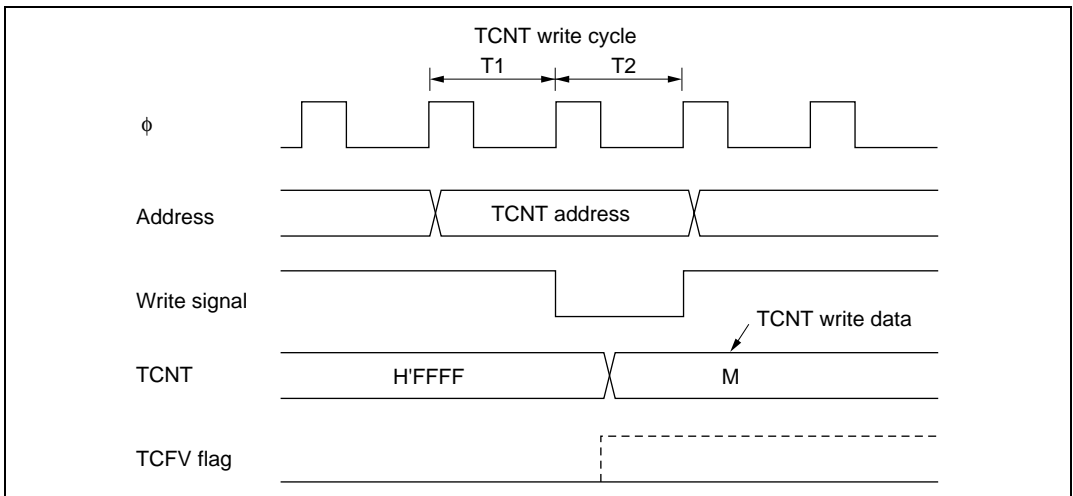 TCNT write cycle
T1 T2
ϕ
Address TCNT address
Write signal
TCNT write data
TCNT H'FFFF M
TCFV flag